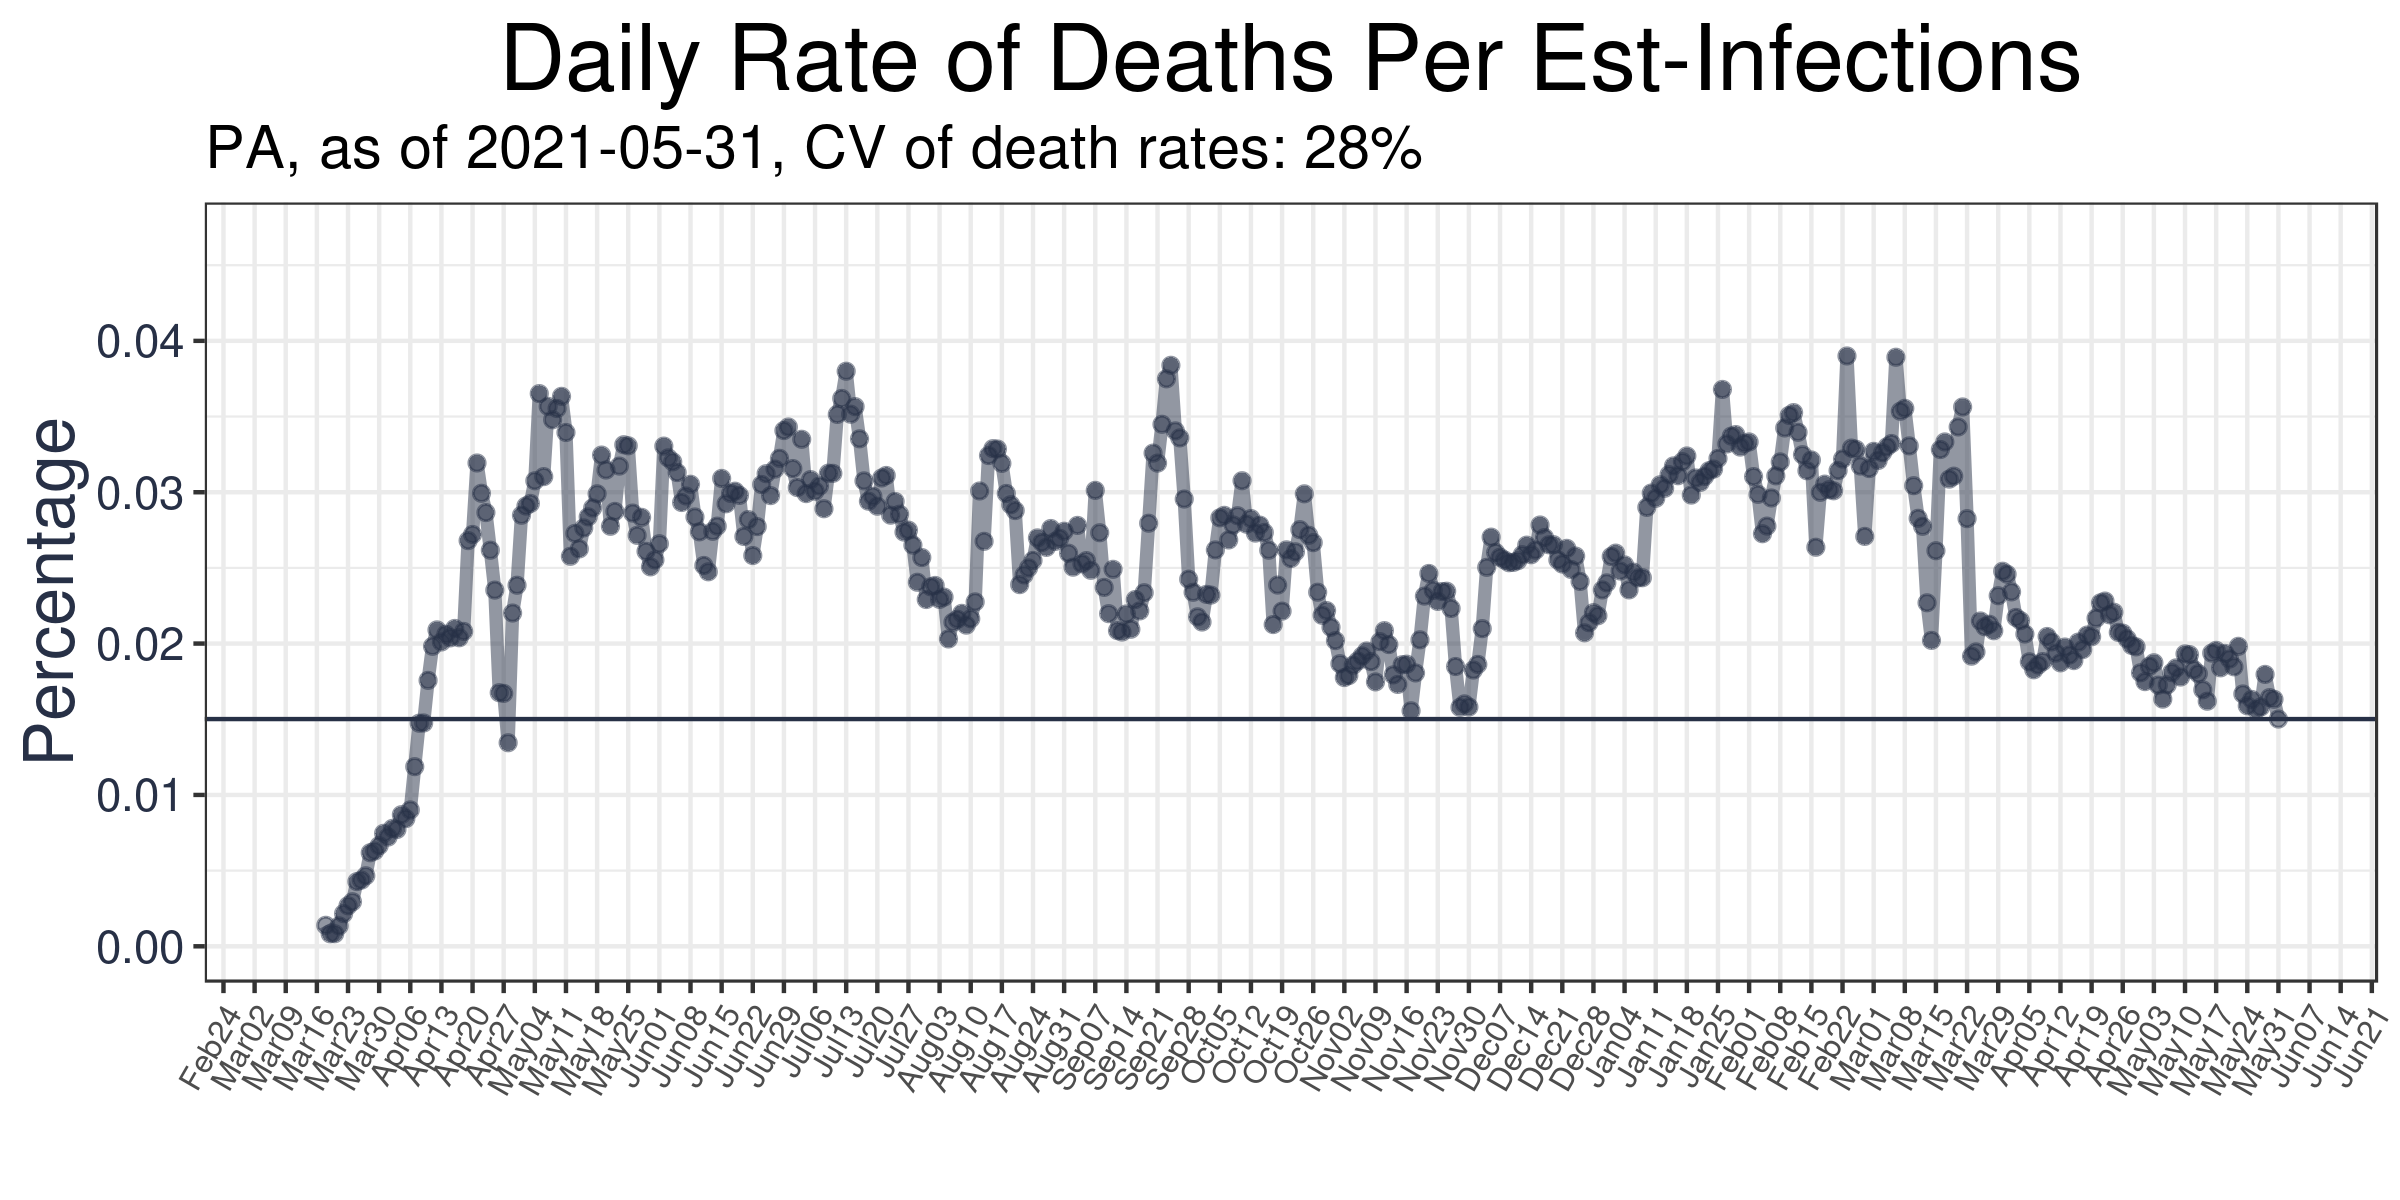 Daily Rate of Deaths Per Est-Infections
PA, as of 2021-05-31, CV of death rates: 28%
Percentage
0.04
0.03
0.02
0.01
0.00
Feb24
Mar02
Mar09
Mar16
Mar23
Mar30
Apr06
Apr13
Apr20
Apr27
May04
May11
May18
May25
Jun01
Jun08
Jun15
Jun22
Jun29
Jul06
Jul13
Jul20
Jul27
Aug03
Aug10
Aug17
Aug24
Aug31
Sep07
Sep14
Sep21
Sep28
Oct05
Oct12
Oct19
Oct26
Nov02
Nov09
Nov16
Nov23
Nov30
Dec07
Dec14
Dec21
Dec28
Jan04
Jan11
Jan18
Jan25
Feb01
Feb08
Feb15
Feb22
Mar01
Mar08
Mar15
Mar22
Mar29
Apr05
Apr12
Apr19
Apr26
May03
May10
May17
May24
May31
Jun07
Jun14
Jun21